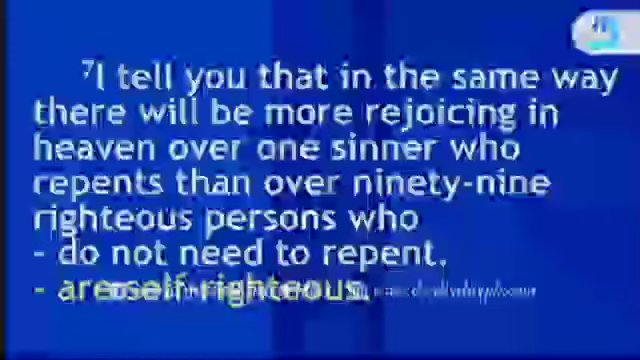 ⁷I tell you that in the same way
there will be more rejoicing in
heaven over one sinner who
repents than over ninety-nine
righteous persons who
- do not need to repent.
- are self righteous.